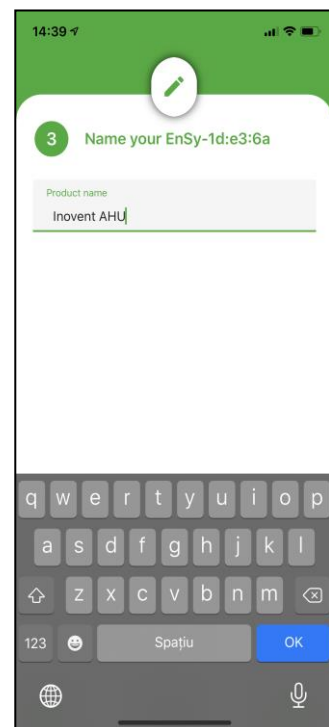 14:39
3 Name your EnSy-1d:e3:6a
Product name
Inovent AHU
q w e r t y u i o p
a s d f g h j k l
z x c v b n m
123 Spațiu OK